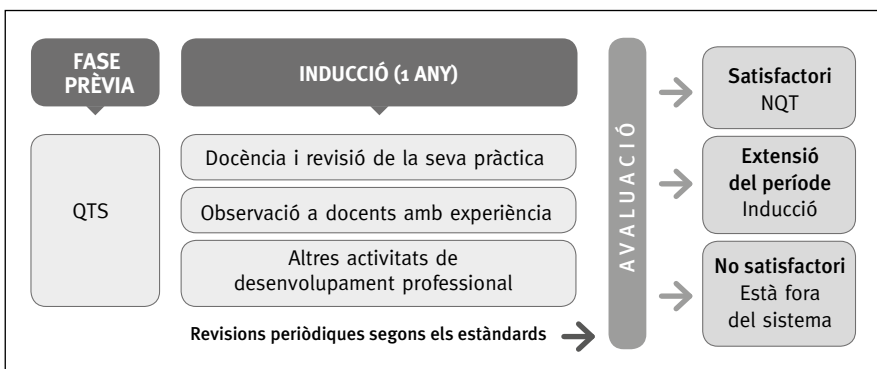 FASE
PRÈVIA
INDUCCIÓ (1 ANY)
QTS
Docència i revisió de la seva pràctica
Observació a docents amb experiència
Altres activitats de
desenvolupament professional
Revisions periòdiques segons els estàndards
AVALUACIÓ
Satisfactori
NQT
Extensió
del període
Inducció
No satisfactori
Està fora
del sistema